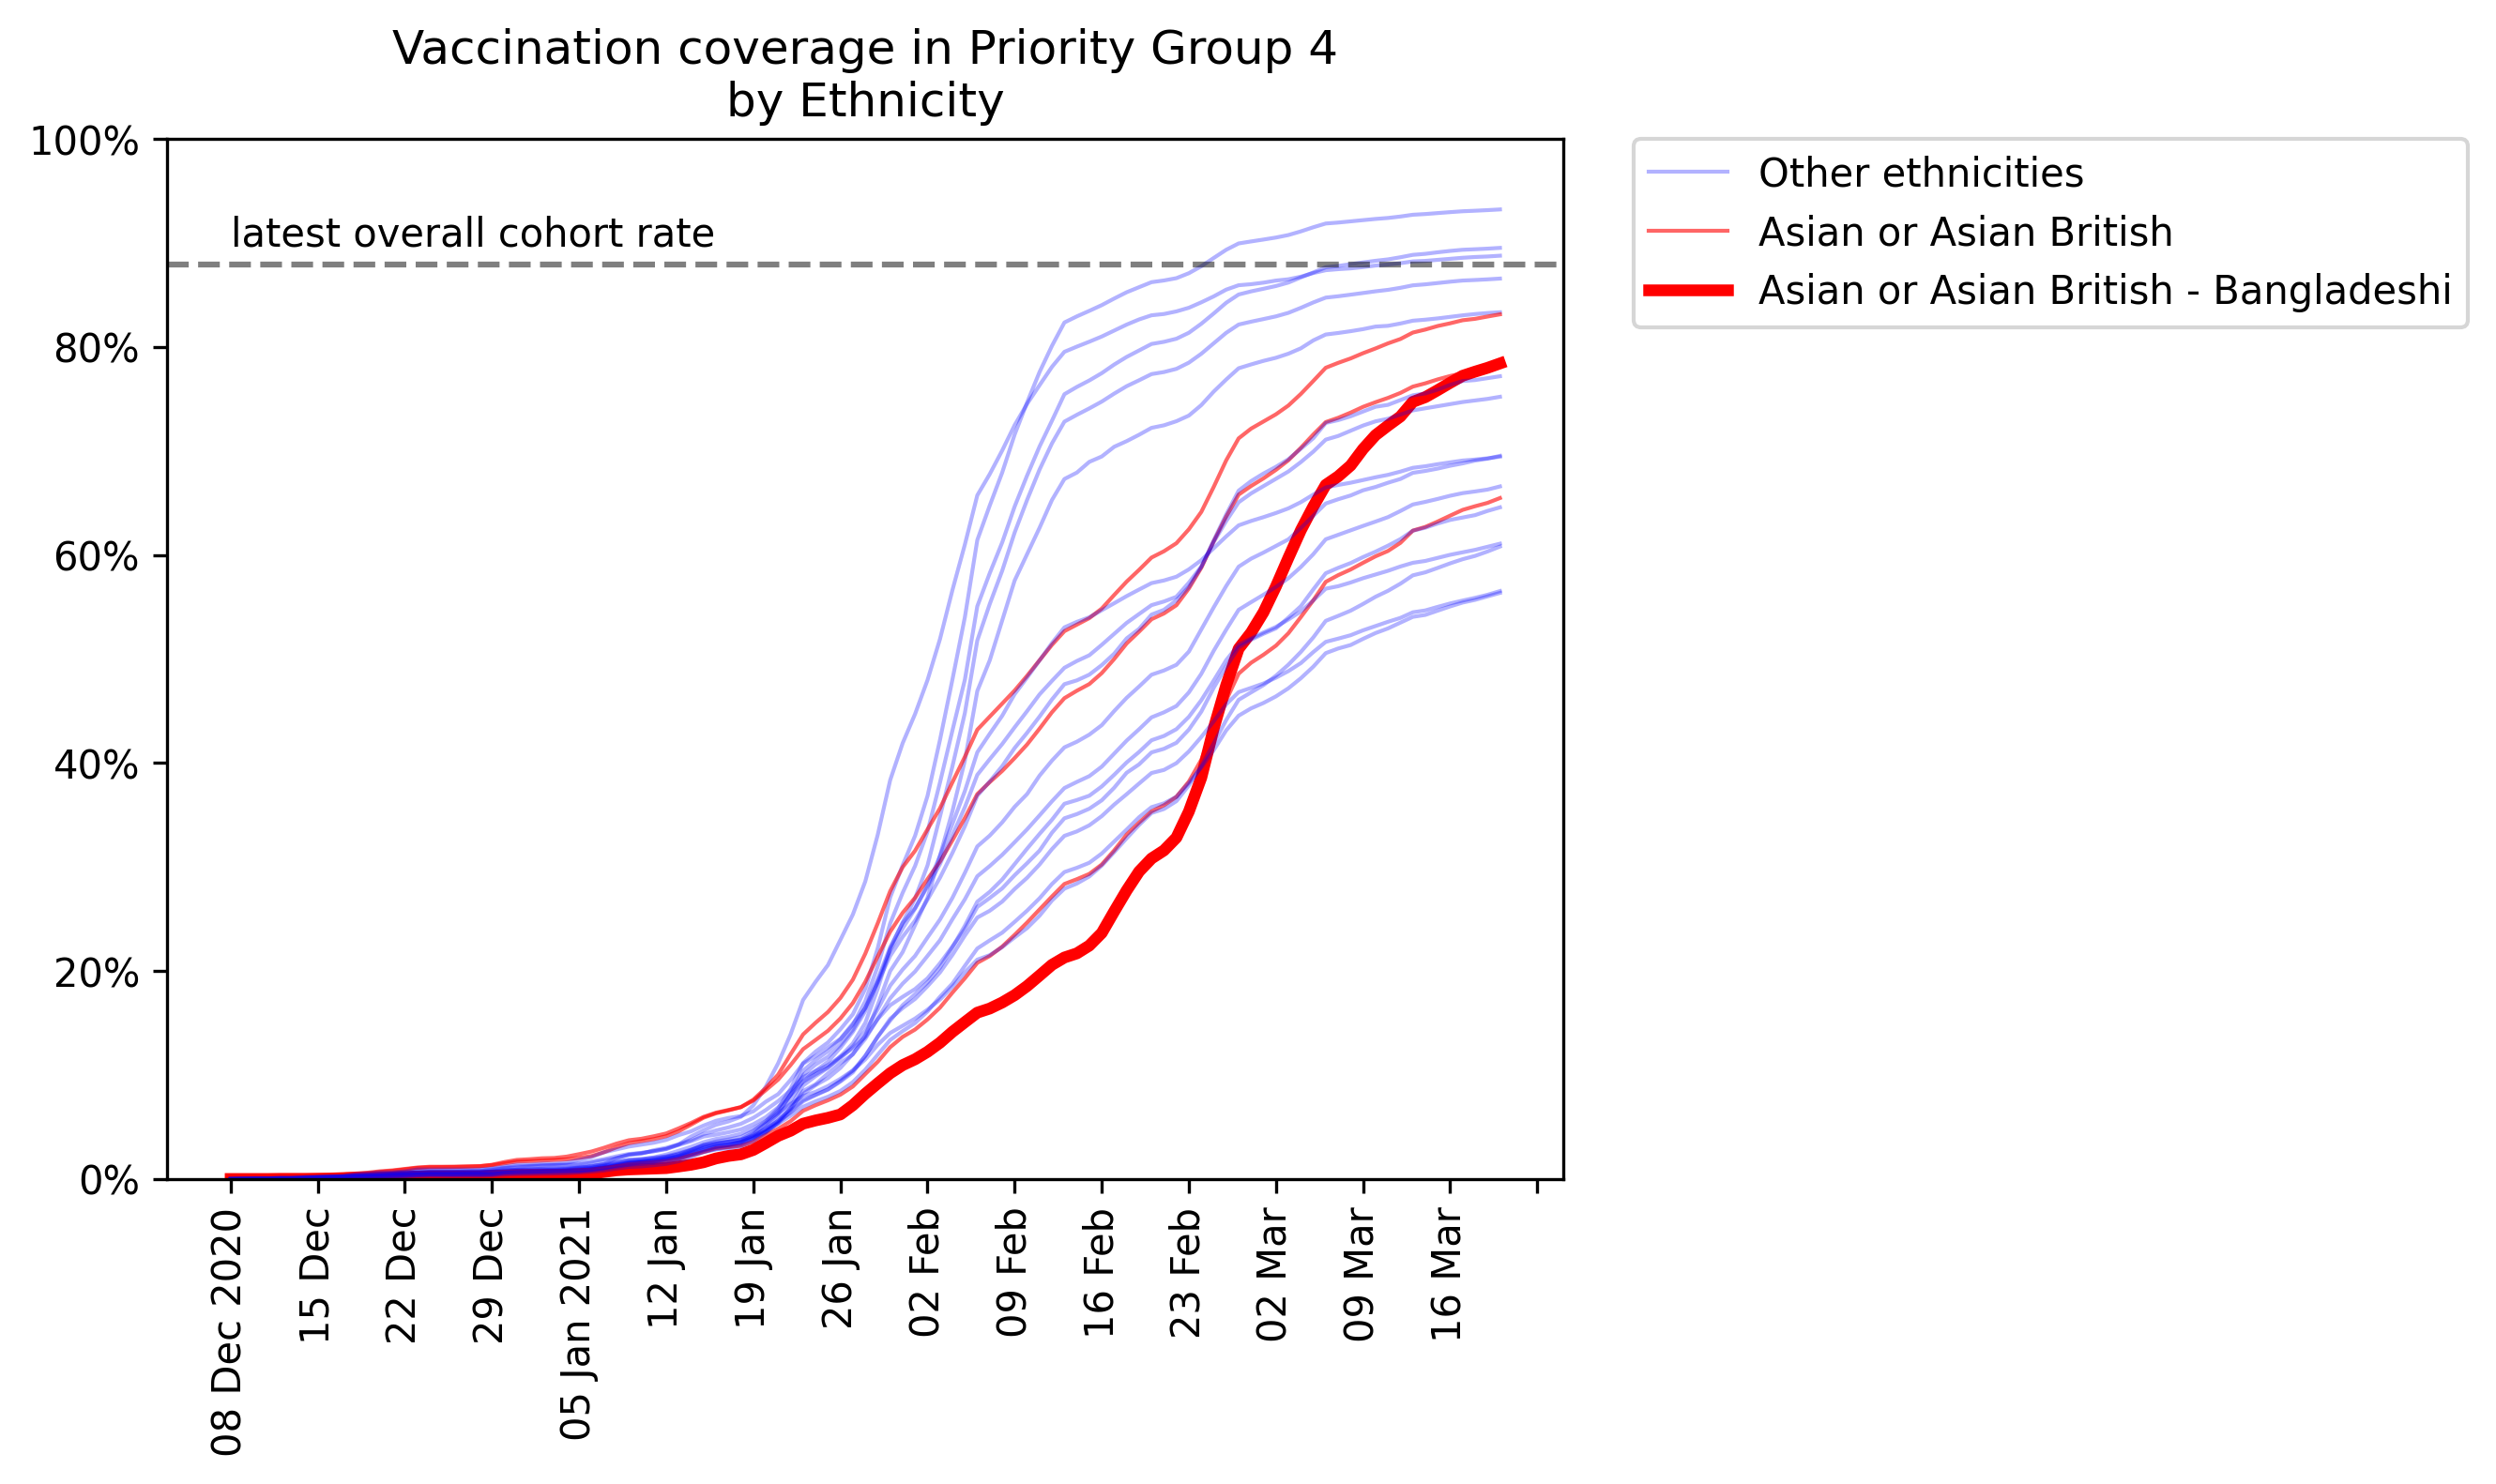 Vaccination coverage in Priority Group 4
by Ethnicity
100%
80%
60%
40%
20%
0%
latest overall cohort rate
Other ethnicities
Asian or Asian British
Asian or Asian British - Bangladeshi
08 Dec 2020
15 Dec
22 Dec
29 Dec
05 Jan 2021
12 Jan
19 Jan
26 Jan
02 Feb
09 Feb
16 Feb
23 Feb
02 Mar
09 Mar
16 Mar